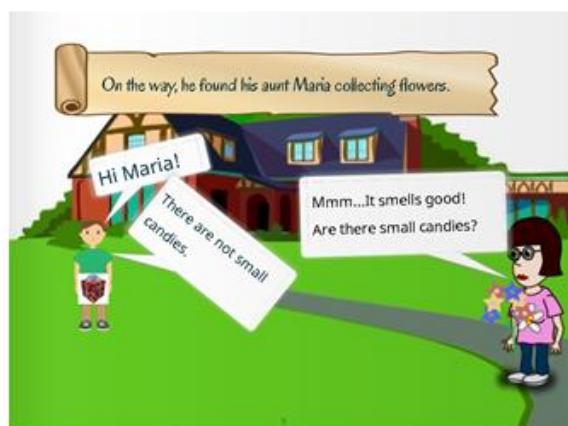 On the way, he found his aunt Maria collecting flowers.
Hi Maria!
Mmm...It smells good!
Are there small candies?
There are not small
candies.